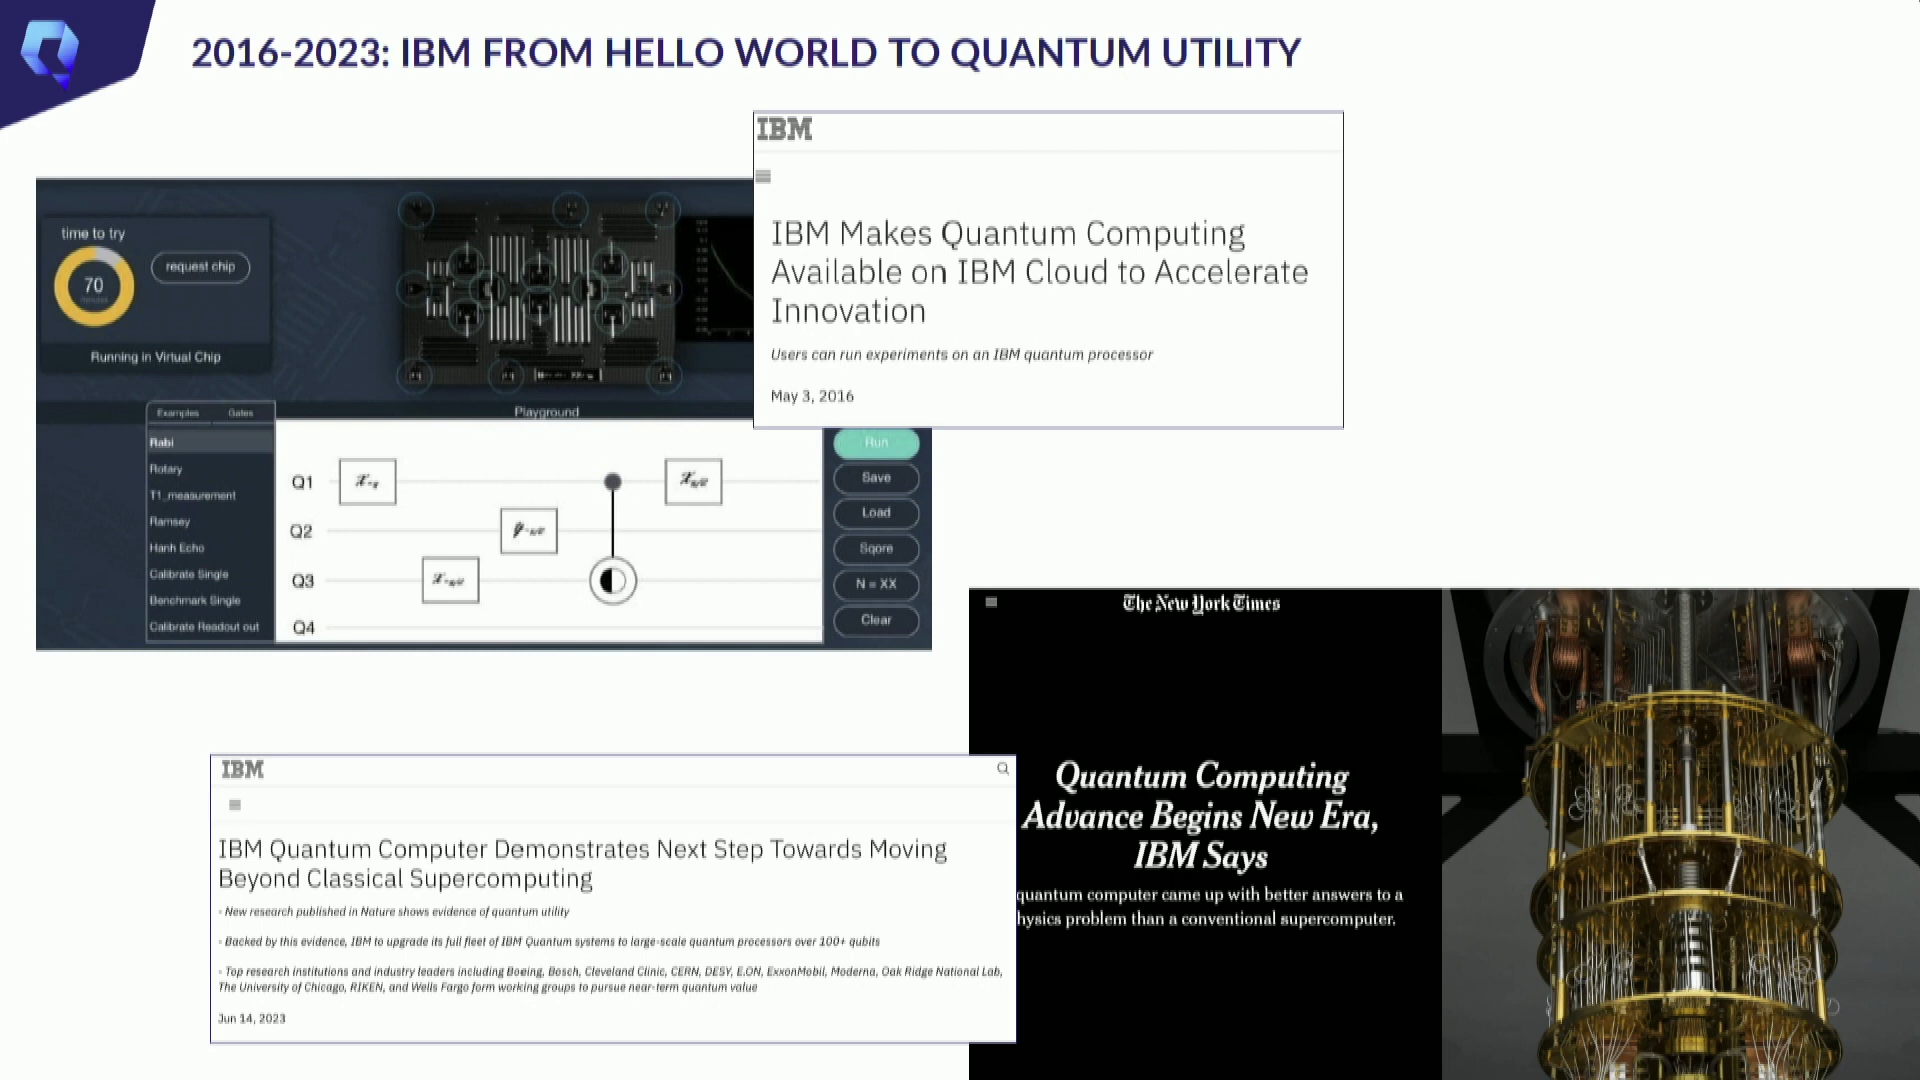 2016-2023: IBM FROM HELLO WORLD TO QUANTUM UTILITY
IBM
IBM Makes Quantum Computing
Available on IBM Cloud to Accelerate
Innovation
Users can run experiments on an IBM quantum processor
May 3, 2016
time to try
70
minutes
request chip
Running in Virtual Chip
Examples
Gates
Playground
Rabi
Rotary
T1_measurement
Ramsey
Hanh Echo
Calibrate Single
Benchmark Single
Calibrate Readout out
Q1
Q2
Q3
Q4
Run
Save
Load
Sqore
N = XX
Clear
The New York Times
Quantum Computing
Advance Begins New Era,
IBM Says
quantum computer came up with better answers to a
hysics problem than a conventional supercomputer.
IBM
IBM Quantum Computer Demonstrates Next Step Towards Moving
Beyond Classical Supercomputing
- New research published in Nature shows evidence of quantum utility
- Backed by this evidence, IBM to upgrade its full fleet of IBM Quantum systems to large-scale quantum processors over 100+ qubits
- Top research institutions and industry leaders including Boeing, Bosch, Cleveland Clinic, CERN, DESY, E.ON, ExxonMobil, Moderna, Oak Ridge National Lab,
The University of Chicago, RIKEN, and Wells Fargo form working groups to pursue near-term quantum value
Jun 14, 2023